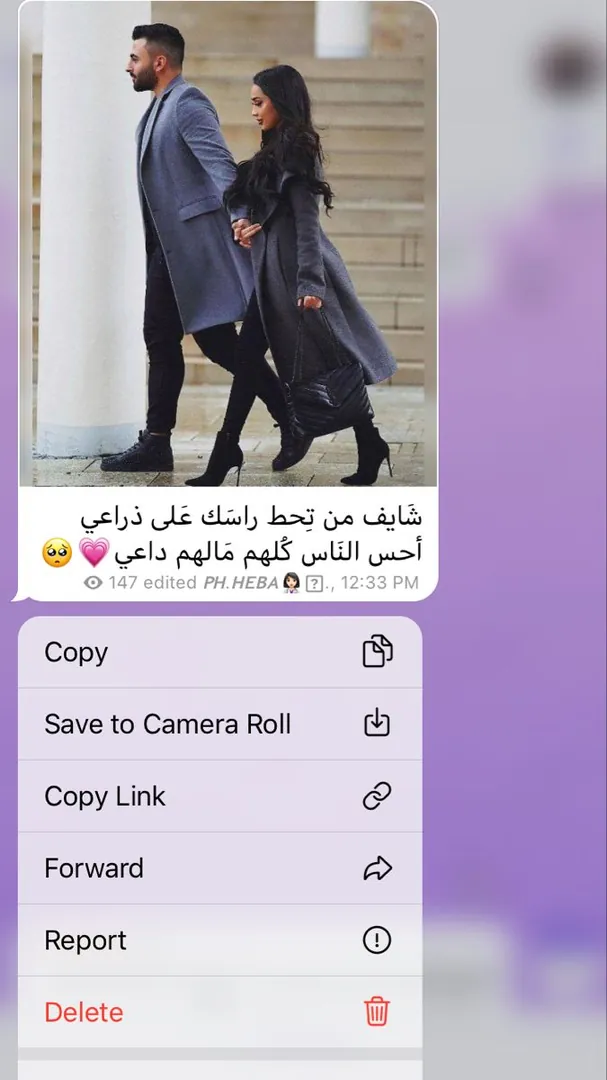 شَايف من تِحط راسَك عَلى ذراعي
أحس النَاس كُلهم مَالهم داعي💗🥺
147 edited PH.HEBA👩🏻‍⚕️?., 12:33 PM
Copy
Save to Camera Roll
Copy Link
Forward
Report
Delete